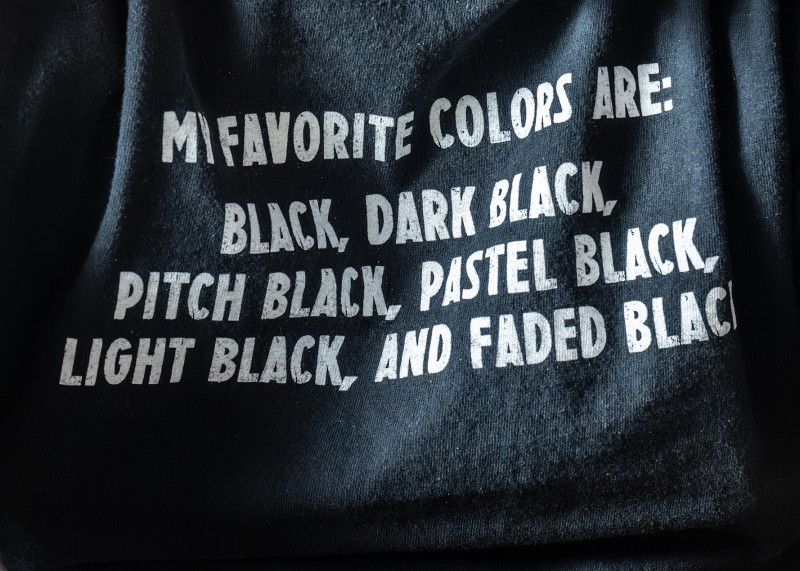 MY FAVORITE COLORS ARE:
BLACK, DARK BLACK,
PITCH BLACK, PASTEL BLACK,
LIGHT BLACK, AND FADED BLACK